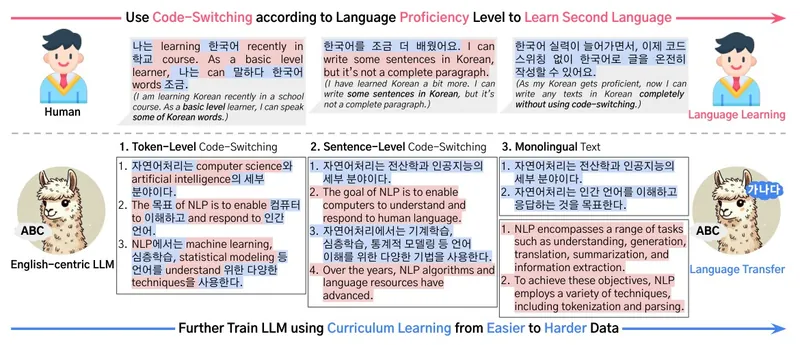 Use Code-Switching according to Language Proficiency Level to Learn Second Language
나는 learning 한국어 recently in
학교 course. As a basic level
learner, 나는 can 말하다 한국어
words 조금.
(I am learning Korean recently in a school
course. As a basic level learner, I can speak
some of Korean words.)
한국어를 조금 더 배웠어요. I can
write some sentences in Korean,
but it's not a complete paragraph.
(I have learned Korean a bit more. I can
write some sentences in Korean, but it's
not a complete paragraph.)
한국어 실력이 늘어가면서, 이제 코드
스위칭 없이 한국어로 글을 온전히
작성할 수 있어요.
(As my Korean gets proficient, now I can
write any texts in Korean completely
without using code-switching.)
Human
Language Learning
1. Token-Level Code-Switching
1. 자연어처리는 computer science와
artificial intelligence의 세부
분야이다.
2. The 목표 of NLP is to enable 컴퓨터
to 이해하고 and respond to 인간
언어.
3. NLP에서는 machine learning,
심층학습, statistical modeling 등
언어를 understand 위한 다양한
techniques을 사용한다.
2. Sentence-Level Code-Switching
1. 자연어처리는 전산학과 인공지능의
세부 분야이다.
2. The goal of NLP is to enable
computers to understand and
respond to human language.
3. 자연어처리에서는 기계학습,
심층학습, 통계적 모델링 등 언어
이해를 위한 다양한 기법을 사용한다.
4. Over the years, NLP algorithms and
language resources have
advanced.
3. Monolingual Text
1. 자연어처리는 전산학과 인공지능의
세부 분야이다.
2. 자연어처리는 인간 언어를 이해하고
응답하는 것을 목표한다.
1. NLP encompasses a range of tasks
such as understanding, generation,
translation, summarization, and
information extraction.
2. To achieve these objectives, NLP
employs a variety of techniques,
including tokenization and parsing.
ABC
English-centric LLM
가나다
ABC
Language Transfer
Further Train LLM using Curriculum Learning from Easier to Harder Data